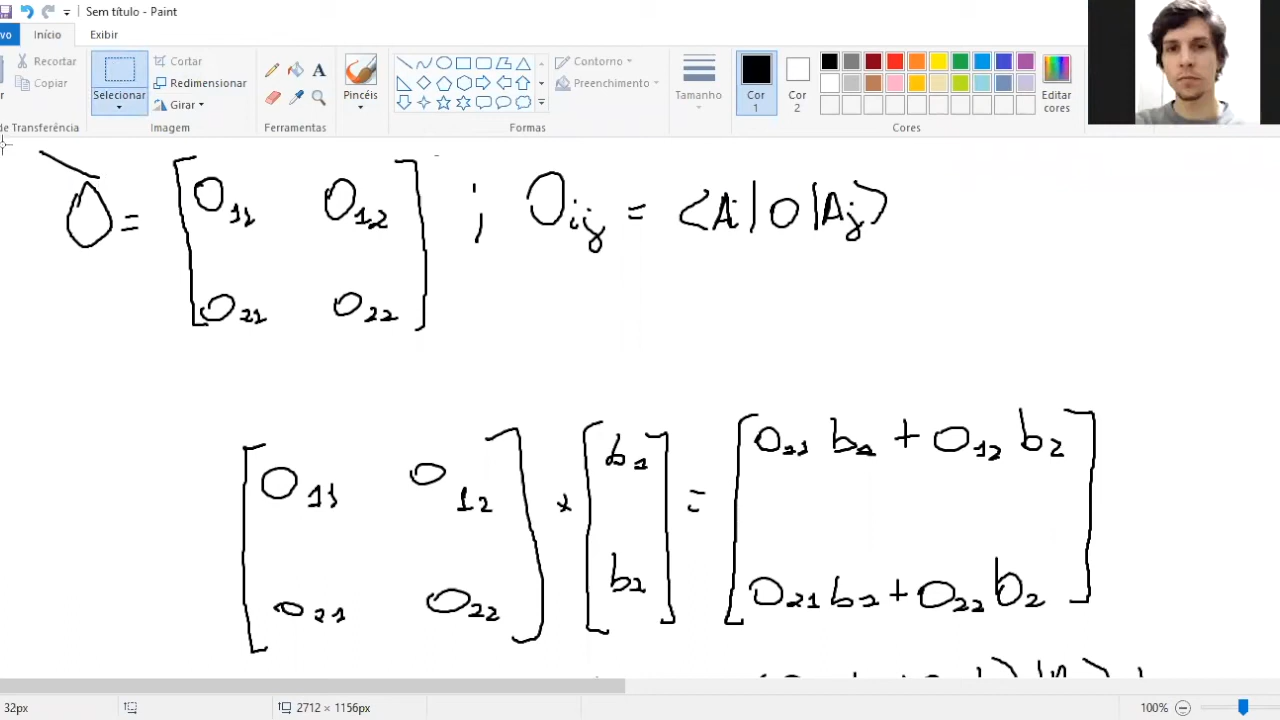 Sem título - Paint
vo Início Exibir
Recortar
Copiar
de Transferência
Selecionar
Cortar
Redimensionar
Girar
Imagem
A
Ferramentas
Pincéis
Contorno
Preenchimento
Formas
Tamanho
Cor 1
Cor 2
Editar cores
Cores
O = [ O11 O12 ; Oij = <Ai|O|Aj>
O21 O22 ]
[ O11 O12 ] x [ b1 ] = [ O11 b1 + O12 b2
O21 O22 b2 O21 b1 + O22 b2 ]
32px
2712 × 1156px
100%